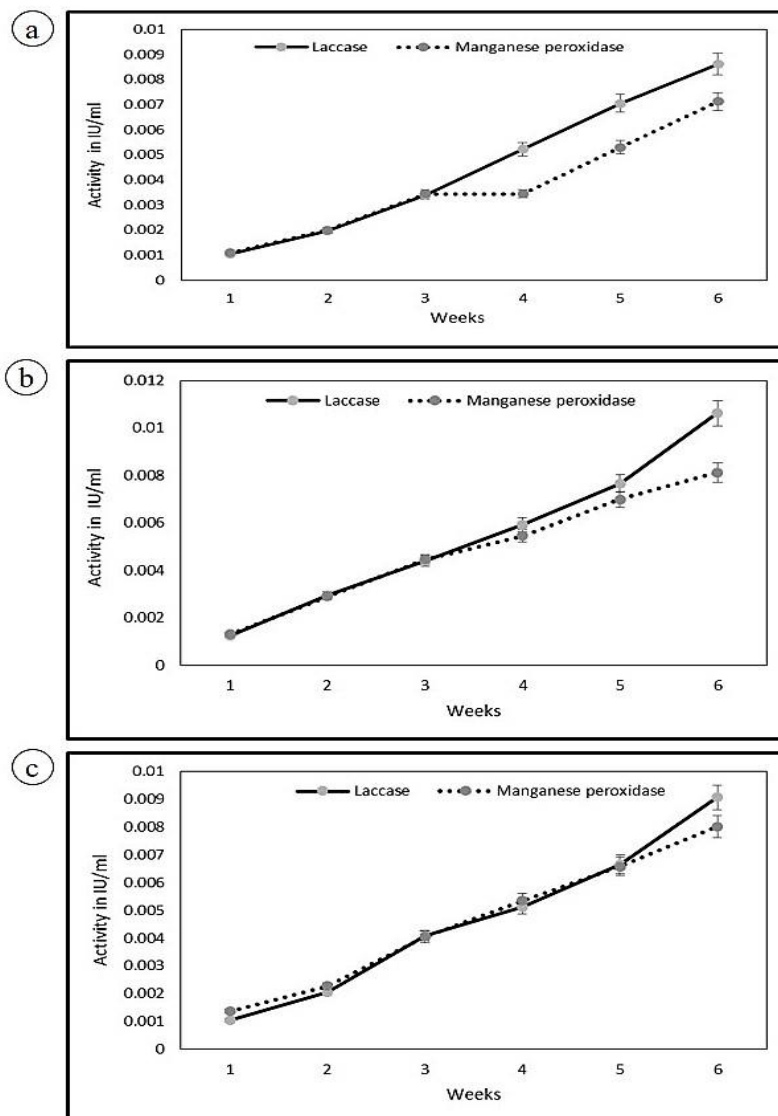 a
0.01
0.009
0.008
0.007
0.006
0.005
0.004
0.003
0.002
0.001
0
Activity in IU/ml
Laccase Manganese peroxidase
1 2 3 4 5 6
Weeks
b
0.012
0.01
0.008
0.006
0.004
0.002
0
Activity in IU/ml
Laccase Manganese peroxidase
1 2 3 4 5 6
Weeks
c
0.01
0.009
0.008
0.007
0.006
0.005
0.004
0.003
0.002
0.001
0
Activity in IU/ml
Laccase Manganese peroxidase
1 2 3 4 5 6
Weeks